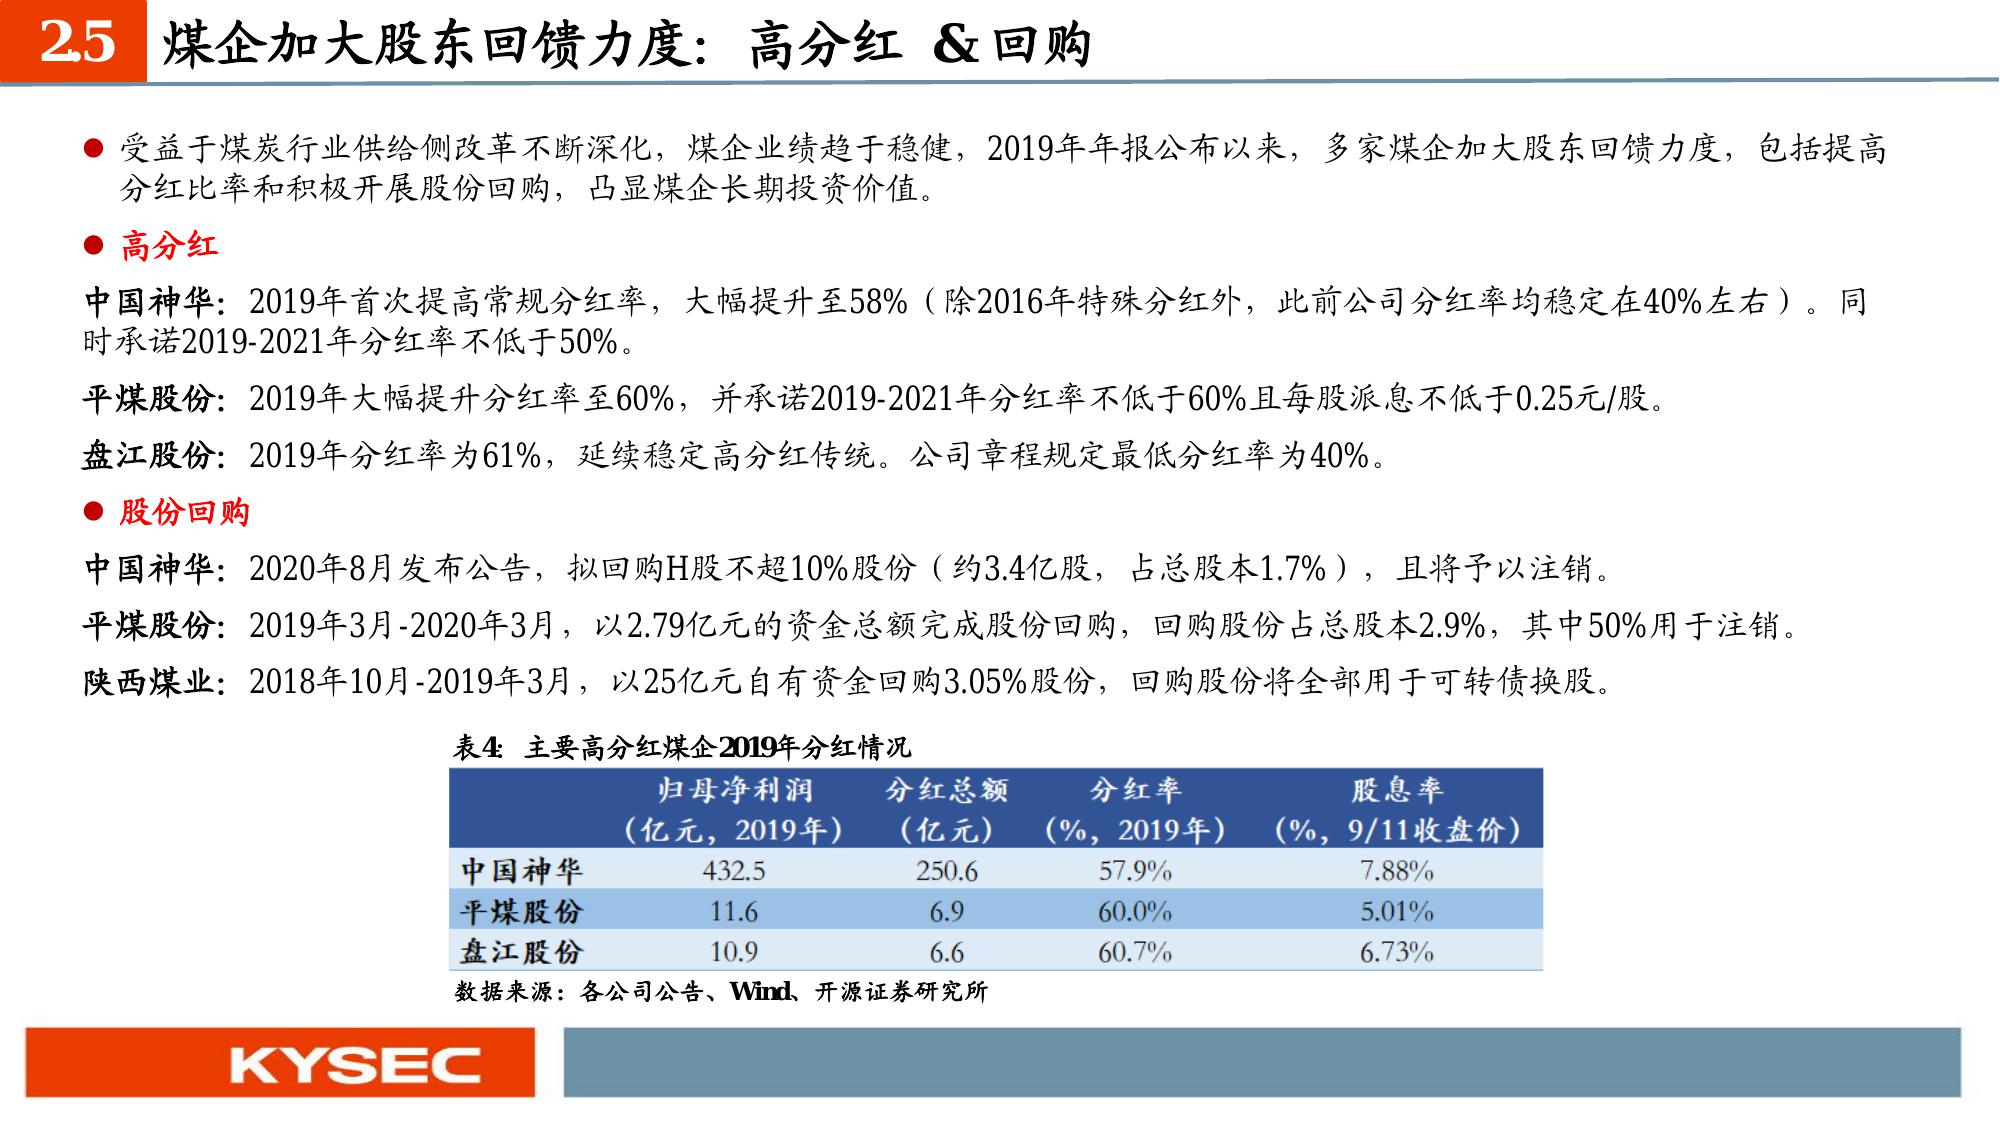 2.5 煤企加大股东回馈力度：高分红 &回购
● 受益于煤炭行业供给侧改革不断深化，煤企业绩趋于稳健，2019年年报公布以来，多家煤企加大股东回馈力度，包括提高
分红比率和积极开展股份回购，凸显煤企长期投资价值。
● 高分红
中国神华：2019年首次提高常规分红率，大幅提升至58%（除2016年特殊分红外，此前公司分红率均稳定在40%左右）。同
时承诺2019-2021年分红率不低于50%。
平煤股份：2019年大幅提升分红率至60%，并承诺2019-2021年分红率不低于60%且每股派息不低于0.25元/股。
盘江股份：2019年分红率为61%，延续稳定高分红传统。公司章程规定最低分红率为40%。
● 股份回购
中国神华：2020年8月发布公告，拟回购H股不超10%股份（约3.4亿股，占总股本1.7%），且将予以注销。
平煤股份：2019年3月-2020年3月，以2.79亿元的资金总额完成股份回购，回购股份占总股本2.9%，其中50%用于注销。
陕西煤业：2018年10月-2019年3月，以25亿元自有资金回购3.05%股份，回购股份将全部用于可转债换股。
表4：主要高分红煤企2019年分红情况
归母净利润 分红总额 分红率 股息率
（亿元，2019年） （亿元） （%，2019年） （%，9/11收盘价）
中国神华 432.5 250.6 57.9% 7.88%
平煤股份 11.6 6.9 60.0% 5.01%
盘江股份 10.9 6.6 60.7% 6.73%
数据来源：各公司公告、Wind、开源证券研究所
KYSEC